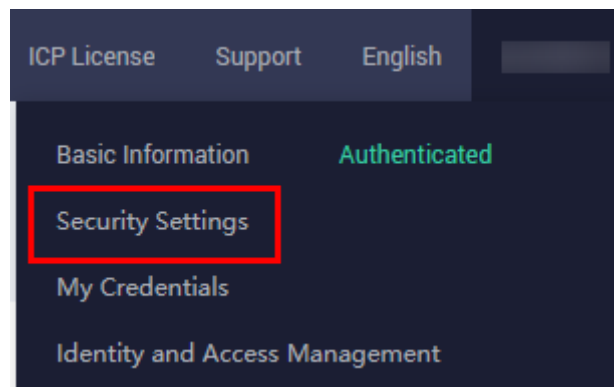 ICP License Support English
Basic Information Authenticated
Security Settings
My Credentials
Identity and Access Management